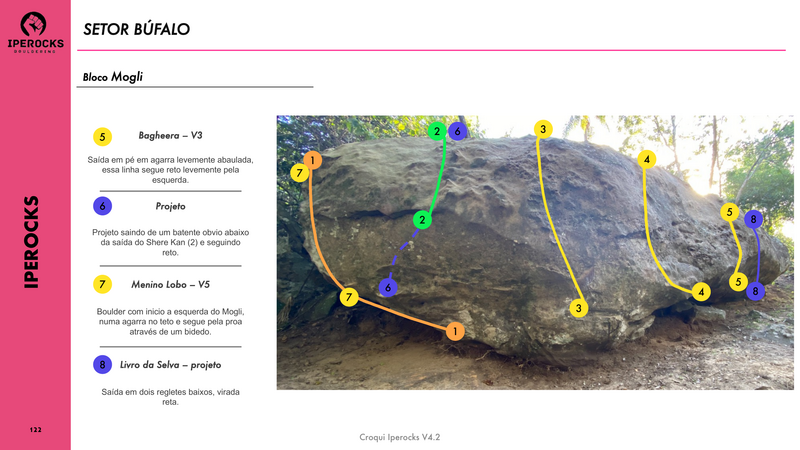 IPEROCKS
BOULDERING
SETOR BÚFALO
Bloco Mogli
5
Bagheera – V3
Saída em pé em agarra levemente abaulada,
essa linha segue reto levemente pela
esquerda.
6
Projeto
Projeto saindo de um batente obvio abaixo
da saída do Shere Kan (2) e seguindo
reto.
7
Menino Lobo – V5
Boulder com inicio a esquerda do Mogli,
numa agarra no teto e segue pela proa
através de um bidedo.
8
Livro da Selva – projeto
Saída em dois regletes baixos, virada
reta.
1
7
2
6
3
4
5
8
2
6
7
1
3
4
5
8
IPEROCKS
122
Croqui Iperocks V4.2